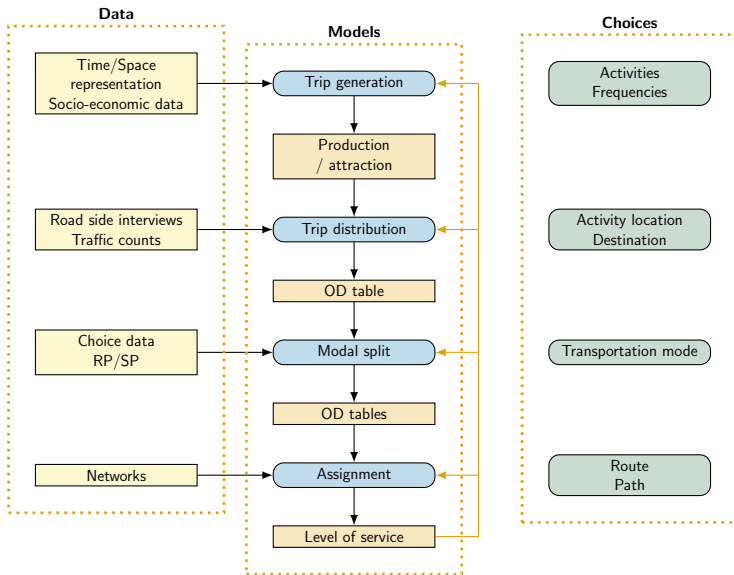 Data
Models
Choices
Time/Space
representation
Socio-economic data
Trip generation
Activities
Frequencies
Production
/ attraction
Road side interviews
Traffic counts
Trip distribution
Activity location
Destination
OD table
Choice data
RP/SP
Modal split
Transportation mode
OD tables
Networks
Assignment
Route
Path
Level of service